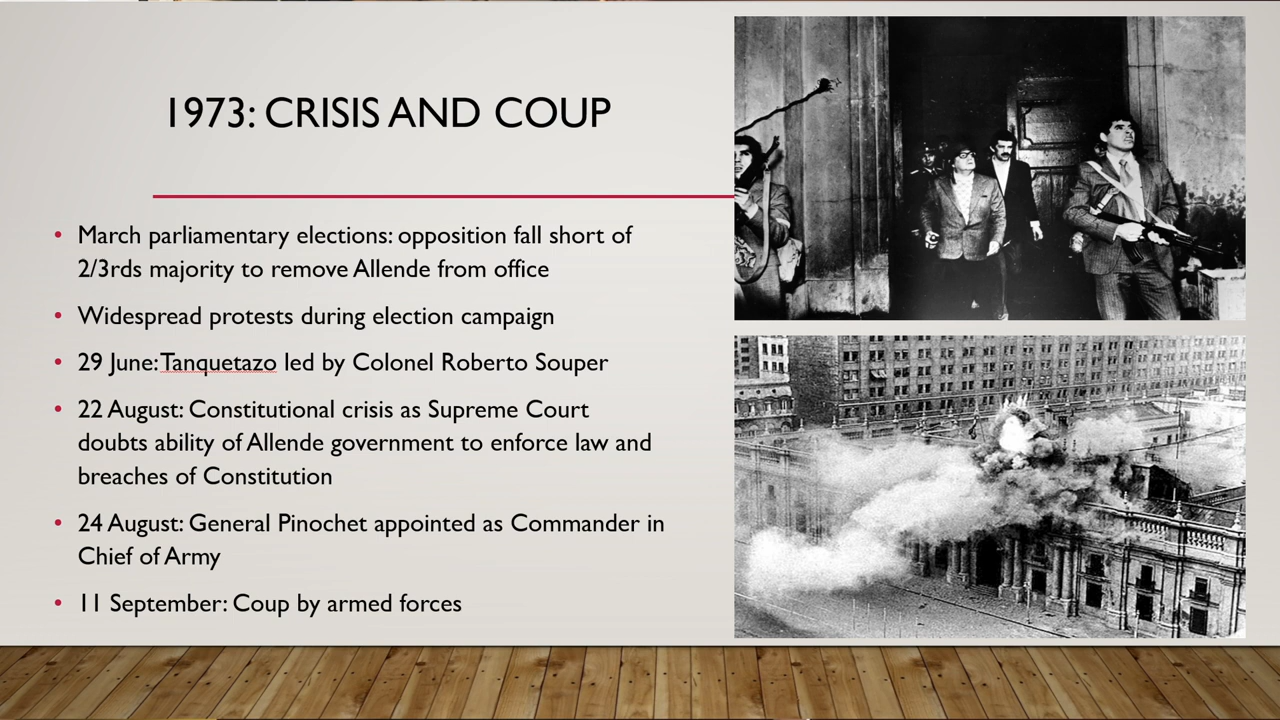 1973: CRISIS AND COUP
• March parliamentary elections: opposition fall short of
2/3rds majority to remove Allende from office
• Widespread protests during election campaign
• 29 June: Tanquetazo led by Colonel Roberto Souper
• 22 August: Constitutional crisis as Supreme Court
doubts ability of Allende government to enforce law and
breaches of Constitution
• 24 August: General Pinochet appointed as Commander in
Chief of Army
• 11 September: Coup by armed forces